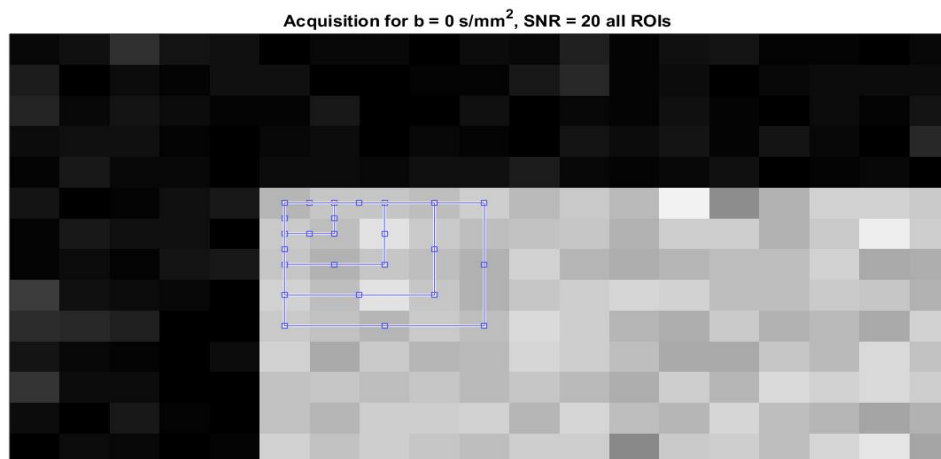 Acquisition for b = 0 s/mm², SNR = 20 all ROIs